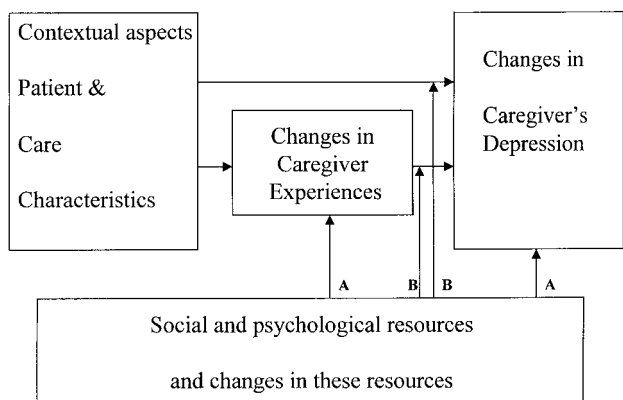 Contextual aspects
Patient &
Care
Characteristics
Changes in
Caregiver
Experiences
Changes in
Caregiver's
Depression
A
B
B
A
Social and psychological resources
and changes in these resources